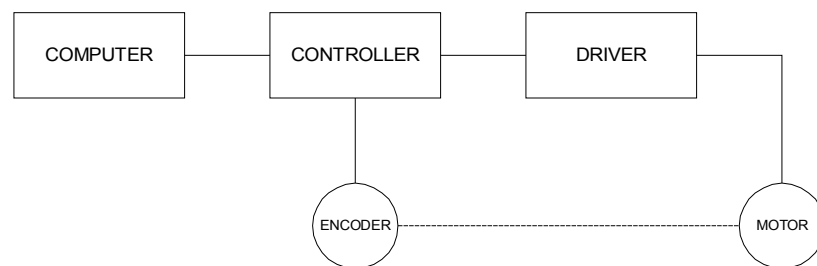 COMPUTER
CONTROLLER
DRIVER
ENCODER
MOTOR